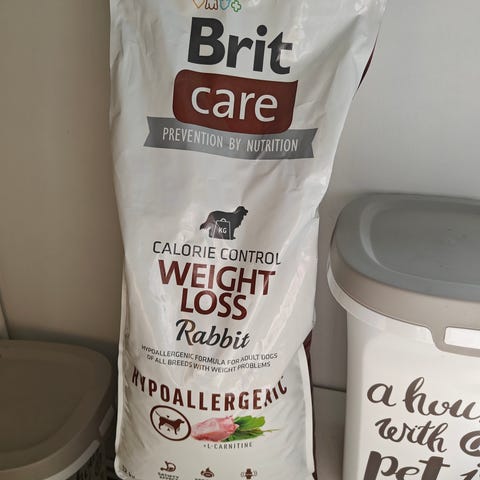 Brit
care
PREVENTION BY NUTRITION
KG
CALORIE CONTROL
WEIGHT
LOSS
Rabbit
HYPOALLERGENIC FORMULA FOR ADULT DOGS
OF ALL BREEDS WITH WEIGHT PROBLEMS
HYPOALLERGENIC
+L-CARNITINE
a
with
pet